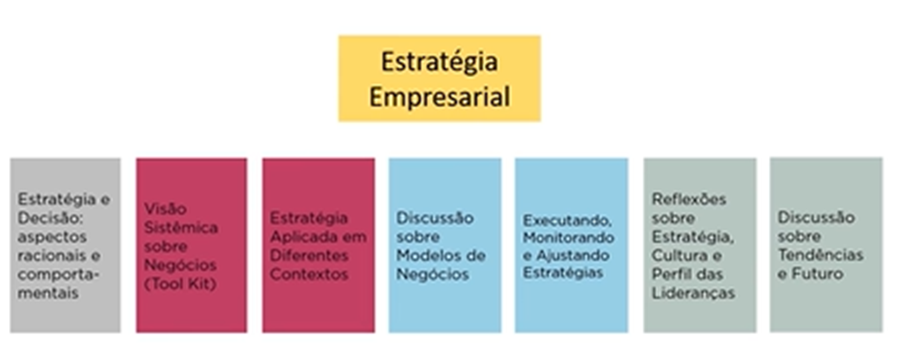 Estratégia
Empresarial
Estratégia e
Decisão:
aspectos
racionais e
comporta-
mentais
Visão
Sistêmica
sobre
Negócios
(Tool Kit)
Estratégia
Aplicada em
Diferentes
Contextos
Discussão
sobre
Modelos de
Negócios
Executando,
Monitorando
e Ajustando
Estratégias
Reflexões
sobre
Estratégia,
Cultura e
Perfil das
Lideranças
Discussão
sobre
Tendências
e Futuro